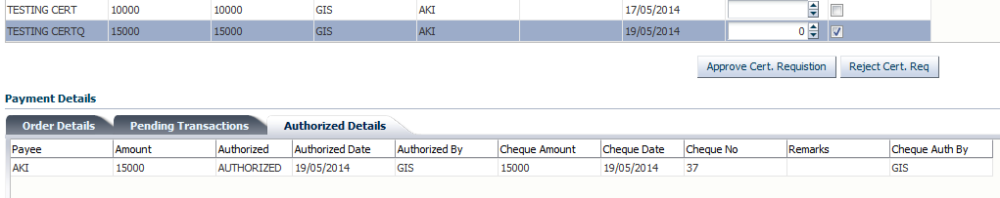 TESTING CERT 10000 10000 GIS AKI 17/05/2014
TESTING CERTQ 15000 15000 GIS AKI 19/05/2014 0
Approve Cert. Requistion Reject Cert. Req
Payment Details
Order Details Pending Transactions Authorized Details
Payee Amount Authorized Authorized Date Authorized By Cheque Amount Cheque Date Cheque No Remarks Cheque Auth By
AKI 15000 AUTHORIZED 19/05/2014 GIS 15000 19/05/2014 37 GIS